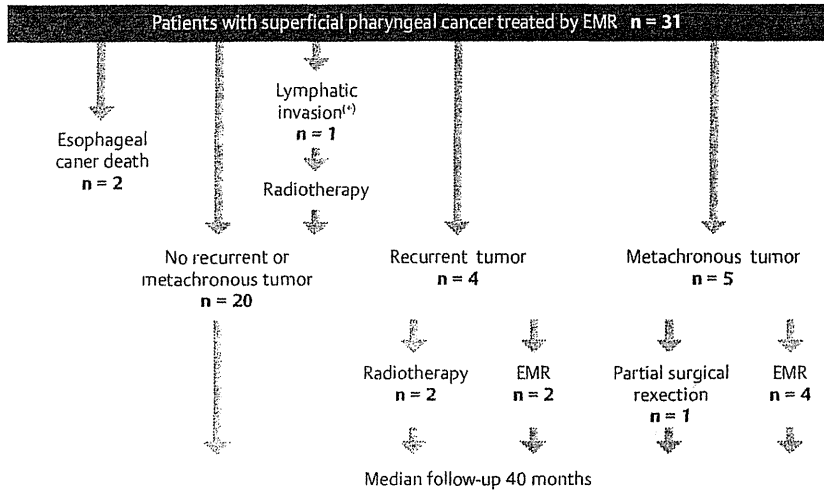 Patients with superficial pharyngeal cancer treated by EMR n = 31
Lymphatic
invasion(+)
n = 1
Esophageal
caner death
n = 2
Radiotherapy
No recurrent or
metachronous tumor
n = 20
Recurrent tumor
n = 4
Metachronous tumor
n = 5
Radiotherapy
n = 2
EMR
n = 2
Partial surgical
rexection
n = 1
EMR
n = 4
Median follow-up 40 months